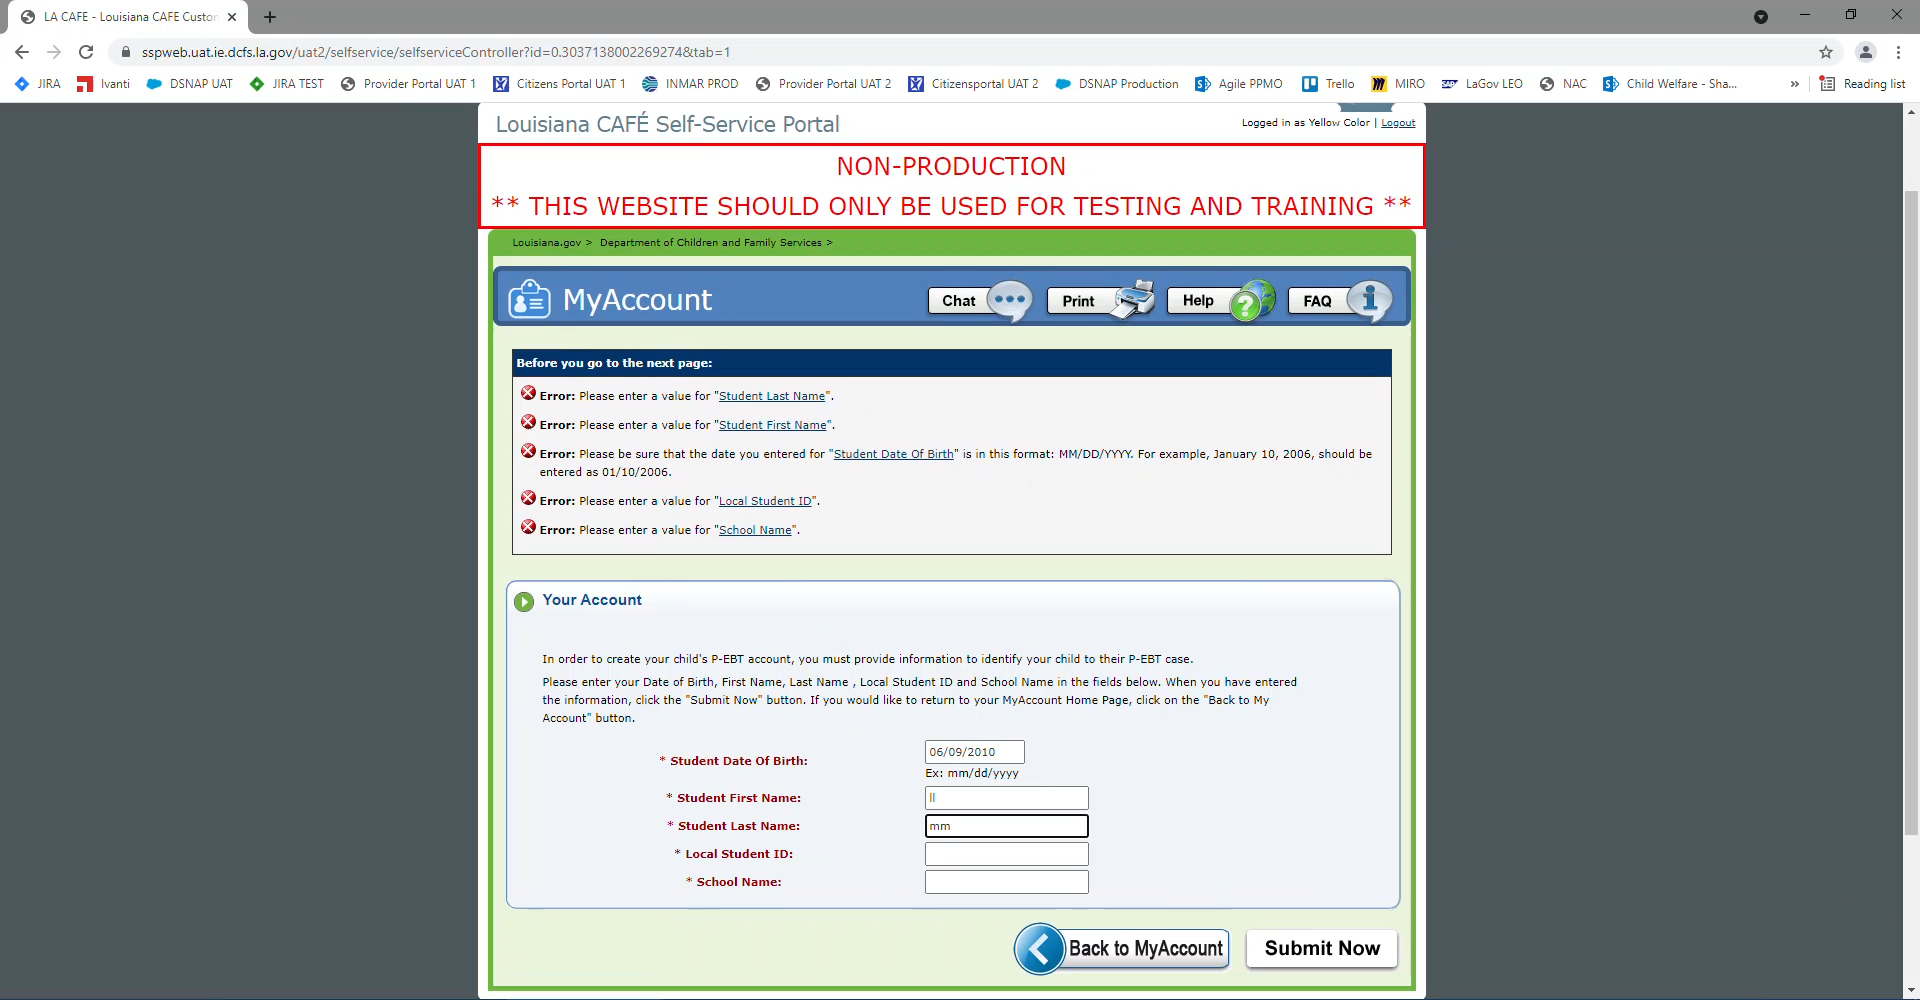 LA CAFE - Louisiana CAFE Custon
sspweb.uat.ie.dcfs.la.gov/uat2/selfservice/selfserviceController?id=0.3037138002269274&tab=1
JIRA Ivanti DSNAP UAT JIRA TEST Provider Portal UAT 1 Citizens Portal UAT 1 INMAR PROD Provider Portal UAT 2 Citizensportal UAT 2 DSNAP Production Agile PPMO Trello MIRO LaGov LEO NAC Child Welfare - Sha... » Reading list
Louisiana CAFÉ Self-Service Portal
Logged in as Yellow Color | Logout
NON-PRODUCTION
** THIS WEBSITE SHOULD ONLY BE USED FOR TESTING AND TRAINING **
Louisiana.gov > Department of Children and Family Services >
MyAccount Chat Print Help FAQ
Before you go to the next page:
Error: Please enter a value for "Student Last Name".
Error: Please enter a value for "Student First Name".
Error: Please be sure that the date you entered for "Student Date Of Birth" is in this format: MM/DD/YYYY. For example, January 10, 2006, should be
entered as 01/10/2006.
Error: Please enter a value for "Local Student ID".
Error: Please enter a value for "School Name".
Your Account
In order to create your child's P-EBT account, you must provide information to identify your child to their P-EBT case.
Please enter your Date of Birth, First Name, Last Name , Local Student ID and School Name in the fields below. When you have entered
the information, click the "Submit Now" button. If you would like to return to your MyAccount Home Page, click on the "Back to My
Account" button.
* Student Date Of Birth: 06/09/2010
Ex: mm/dd/yyyy
* Student First Name: ll
* Student Last Name: mm
* Local Student ID:
* School Name:
Back to MyAccount Submit Now